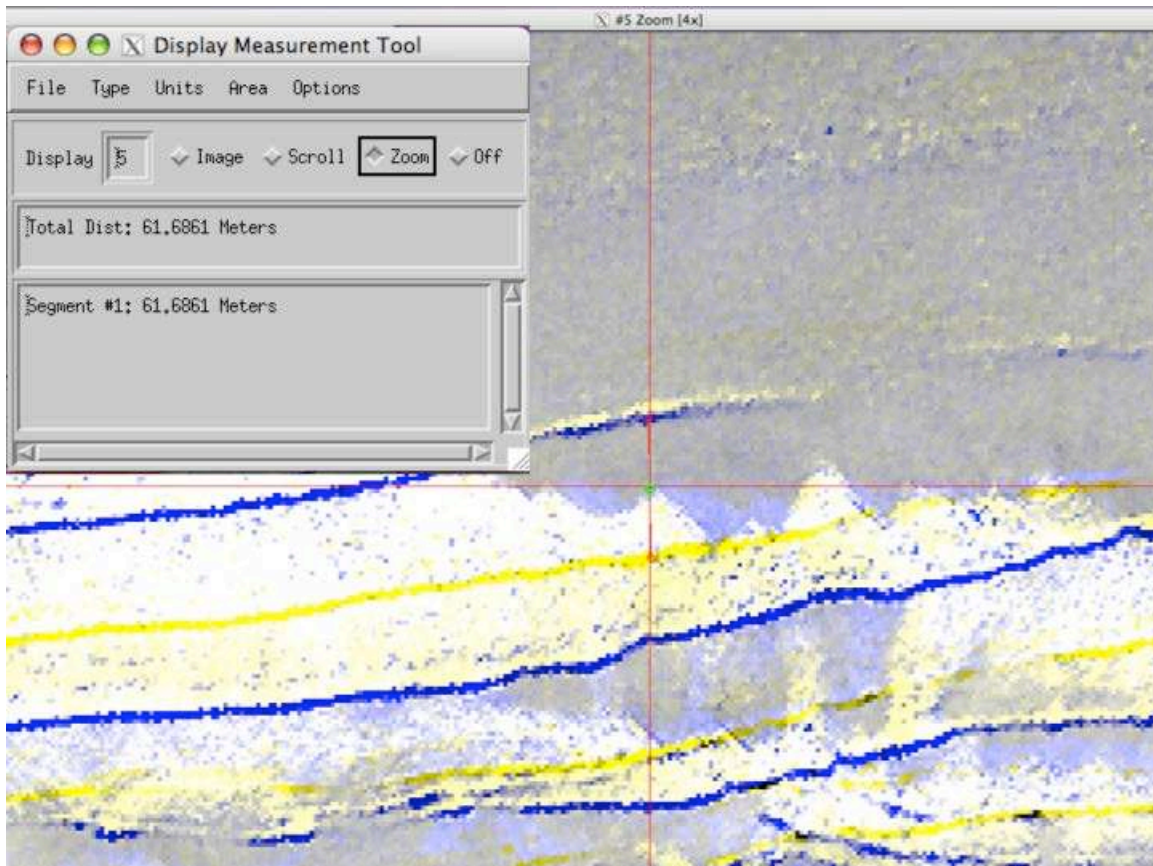 X #5 Zoom [4x]
X Display Measurement Tool
File Type Units Area Options
Display 5 Image Scroll Zoom Off
Total Dist: 61.6861 Meters
Segment #1: 61.6861 Meters